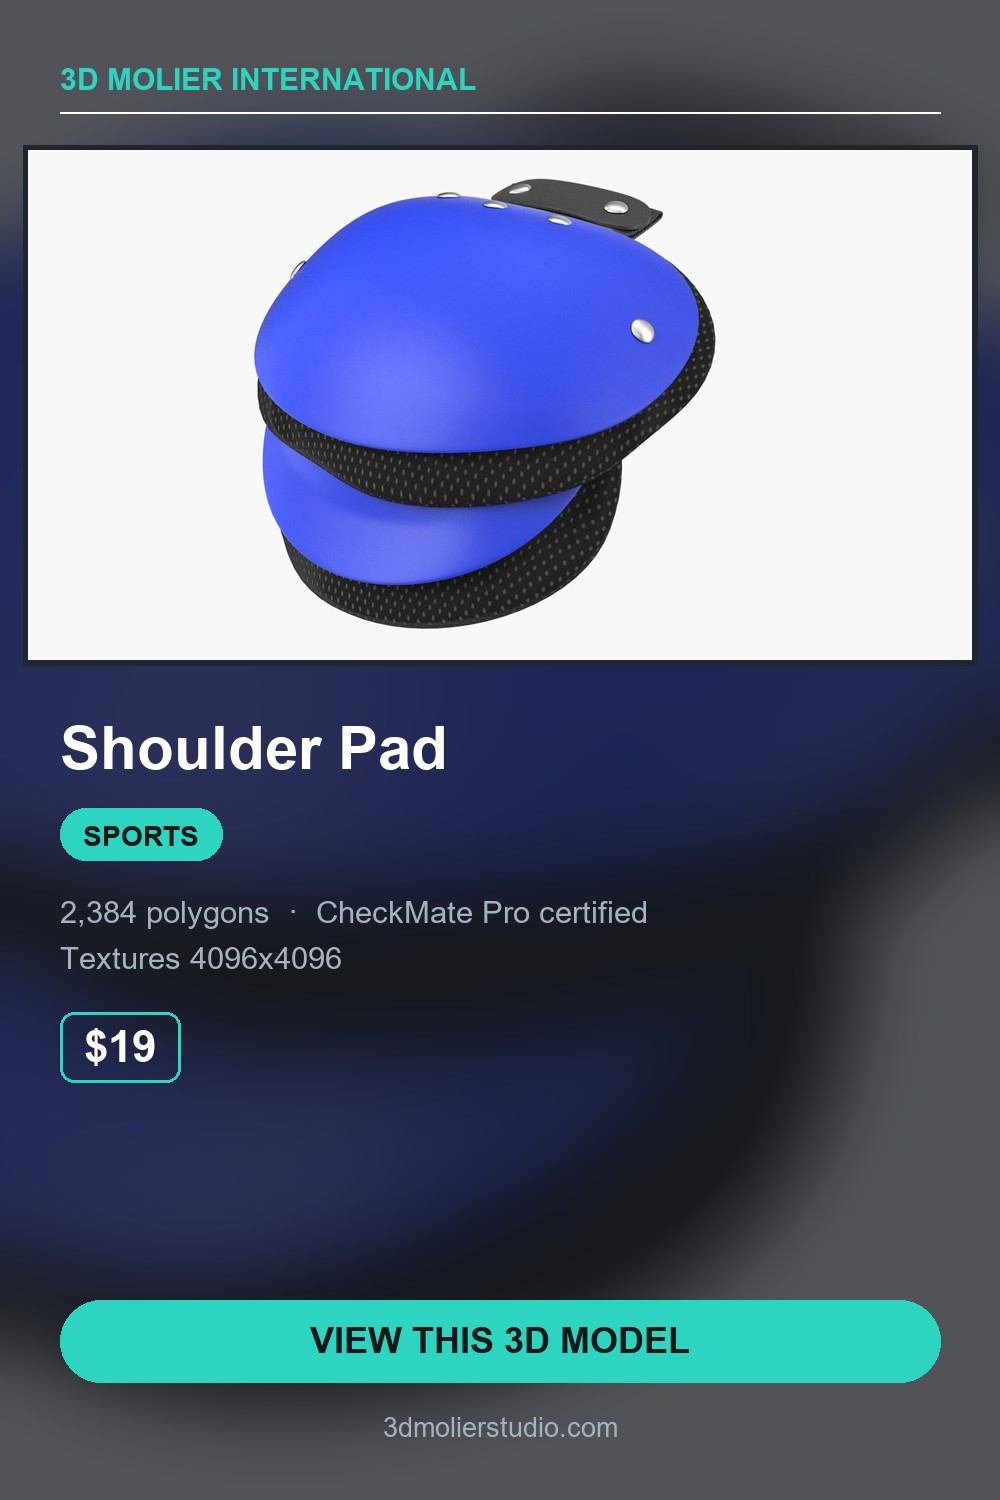 3D MOLIER INTERNATIONAL
Shoulder Pad
SPORTS
2,384 polygons · CheckMate Pro certified
Textures 4096x4096
$19
VIEW THIS 3D MODEL
3dmolierstudio.com